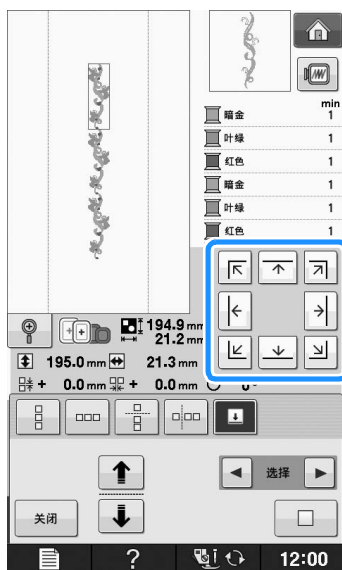 min
暗金 1
叶绿 1
红色 1
暗金 1
叶绿 1
红色 1
194.9 mm
21.2 mm
195.0 mm 21.3 mm
+ 0.0 mm + 0.0 mm 0°
选择
关闭
? 12:00